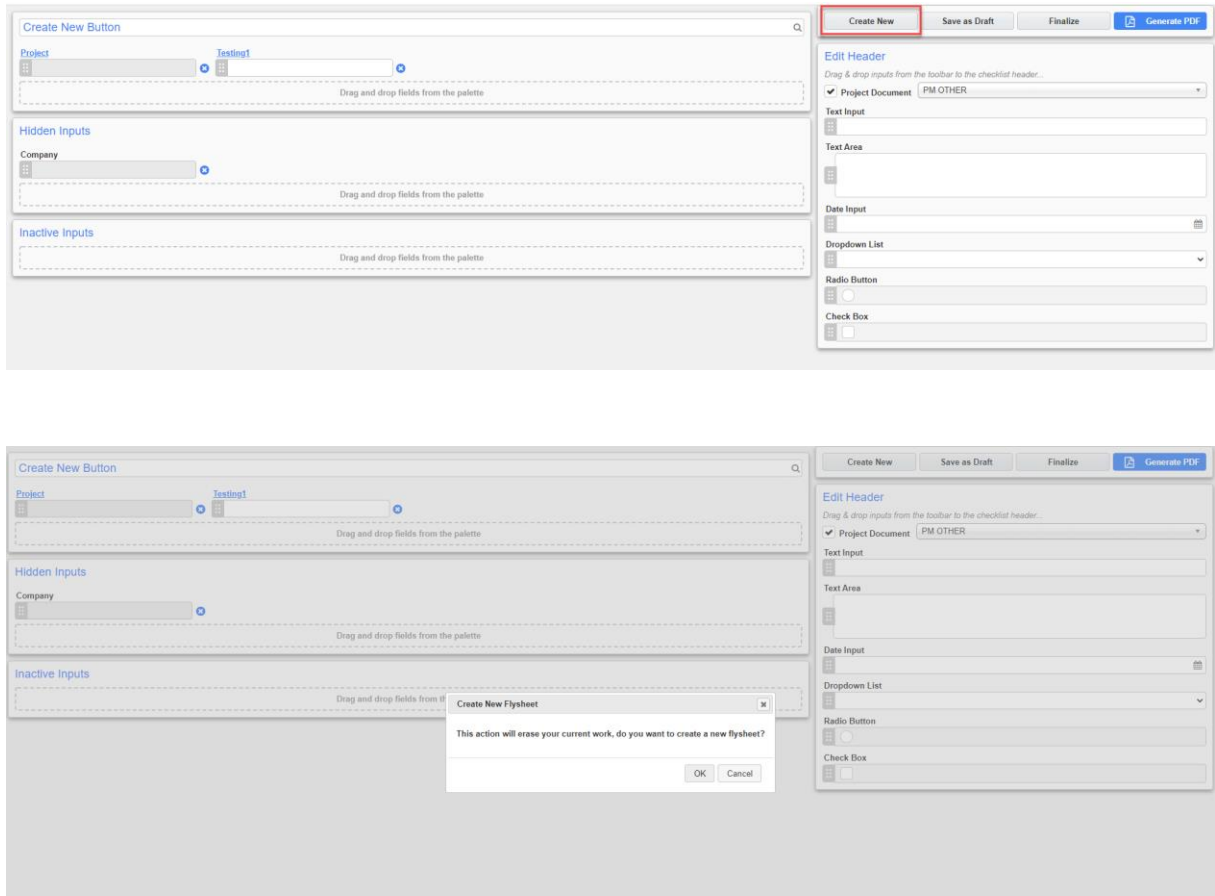 Create New Button
Create New Save as Draft Finalize Generate PDF
Project Testing1
Drag and drop fields from the palette
Hidden Inputs
Company
Drag and drop fields from the palette
Inactive Inputs
Drag and drop fields from the palette
Edit Header
Drag & drop inputs from the toolbar to the checklist header...
Project Document PM OTHER
Text Input
Text Area
Date Input
Dropdown List
Radio Button
Check Box
Create New Button
Create New Save as Draft Finalize Generate PDF
Project Testing1
Drag and drop fields from the palette
Hidden Inputs
Company
Drag and drop fields from the palette
Inactive Inputs
Drag and drop fields from th
Edit Header
Drag & drop inputs from the toolbar to the checklist header...
Project Document PM OTHER
Text Input
Text Area
Date Input
Dropdown List
Radio Button
Check Box
Create New Flysheet
This action will erase your current work, do you want to create a new flysheet?
OK Cancel